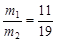 m₁/m₂ = 11/19